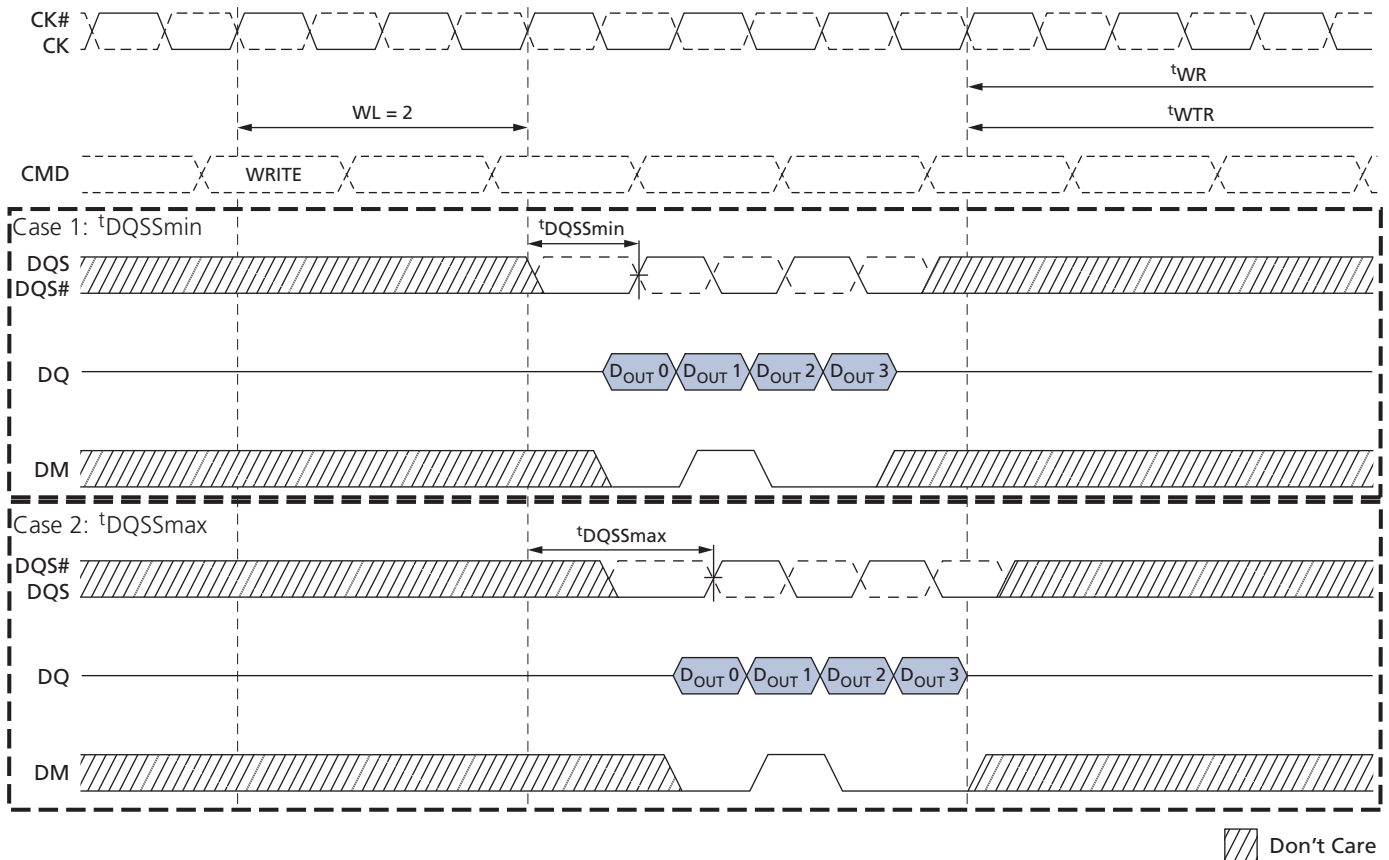 CK#
CK
tWR
WL = 2
tWTR
CMD
WRITE
Case 1: tDQSSmin
tDQSSmin
DQS
DQS#
DQ
DOUT 0 DOUT 1 DOUT 2 DOUT 3
DM
Case 2: tDQSSmax
tDQSSmax
DQS#
DQS
DQ
DOUT 0 DOUT 1 DOUT 2 DOUT 3
DM
Don't Care